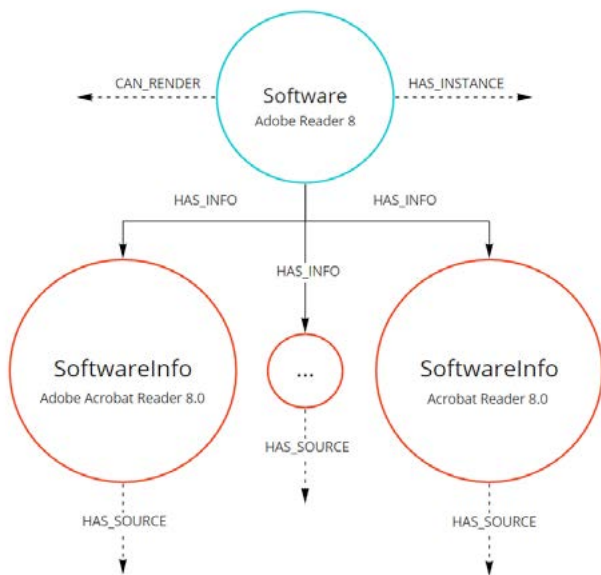 CAN_RENDER
Software
HAS_INSTANCE
Adobe Reader 8
HAS_INFO
HAS_INFO
HAS_INFO
SoftwareInfo
Adobe Acrobat Reader 8.0
...
SoftwareInfo
Acrobat Reader 8.0
HAS_SOURCE
HAS_SOURCE
HAS_SOURCE